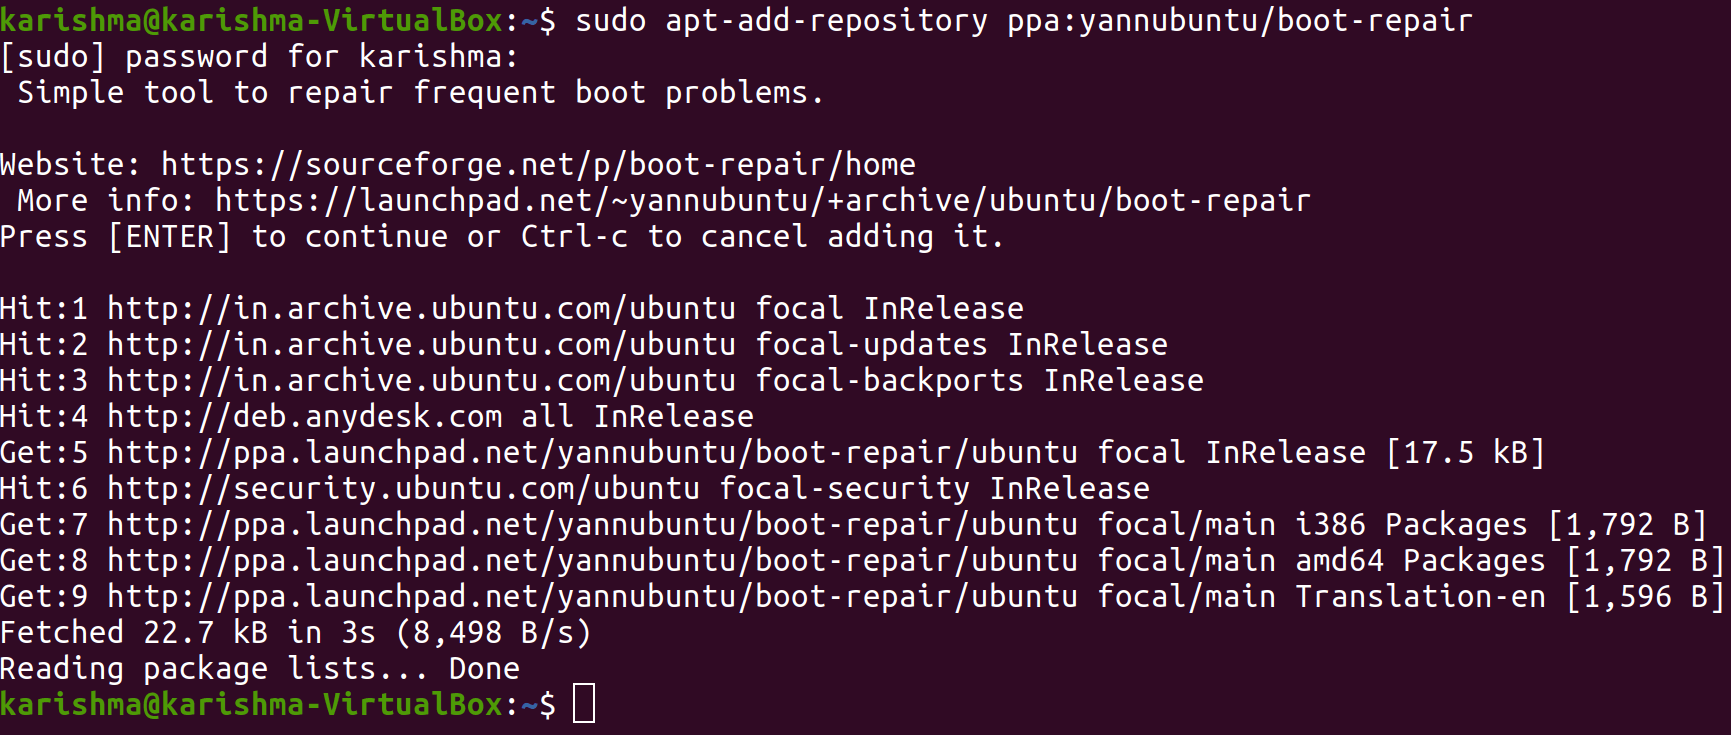 karishma@karishma-VirtualBox:~$ sudo apt-add-repository ppa:yannubuntu/boot-repair
[sudo] password for karishma:
Simple tool to repair frequent boot problems.
Website: https://sourceforge.net/p/boot-repair/home
More info: https://launchpad.net/~yannubuntu/+archive/ubuntu/boot-repair
Press [ENTER] to continue or Ctrl-c to cancel adding it.
Hit:1 http://in.archive.ubuntu.com/ubuntu focal InRelease
Hit:2 http://in.archive.ubuntu.com/ubuntu focal-updates InRelease
Hit:3 http://in.archive.ubuntu.com/ubuntu focal-backports InRelease
Hit:4 http://deb.anydesk.com all InRelease
Get:5 http://ppa.launchpad.net/yannubuntu/boot-repair/ubuntu focal InRelease [17.5 kB]
Hit:6 http://security.ubuntu.com/ubuntu focal-security InRelease
Get:7 http://ppa.launchpad.net/yannubuntu/boot-repair/ubuntu focal/main i386 Packages [1,792 B]
Get:8 http://ppa.launchpad.net/yannubuntu/boot-repair/ubuntu focal/main amd64 Packages [1,792 B]
Get:9 http://ppa.launchpad.net/yannubuntu/boot-repair/ubuntu focal/main Translation-en [1,596 B]
Fetched 22.7 kB in 3s (8,498 B/s)
Reading package lists... Done
karishma@karishma-VirtualBox:~$